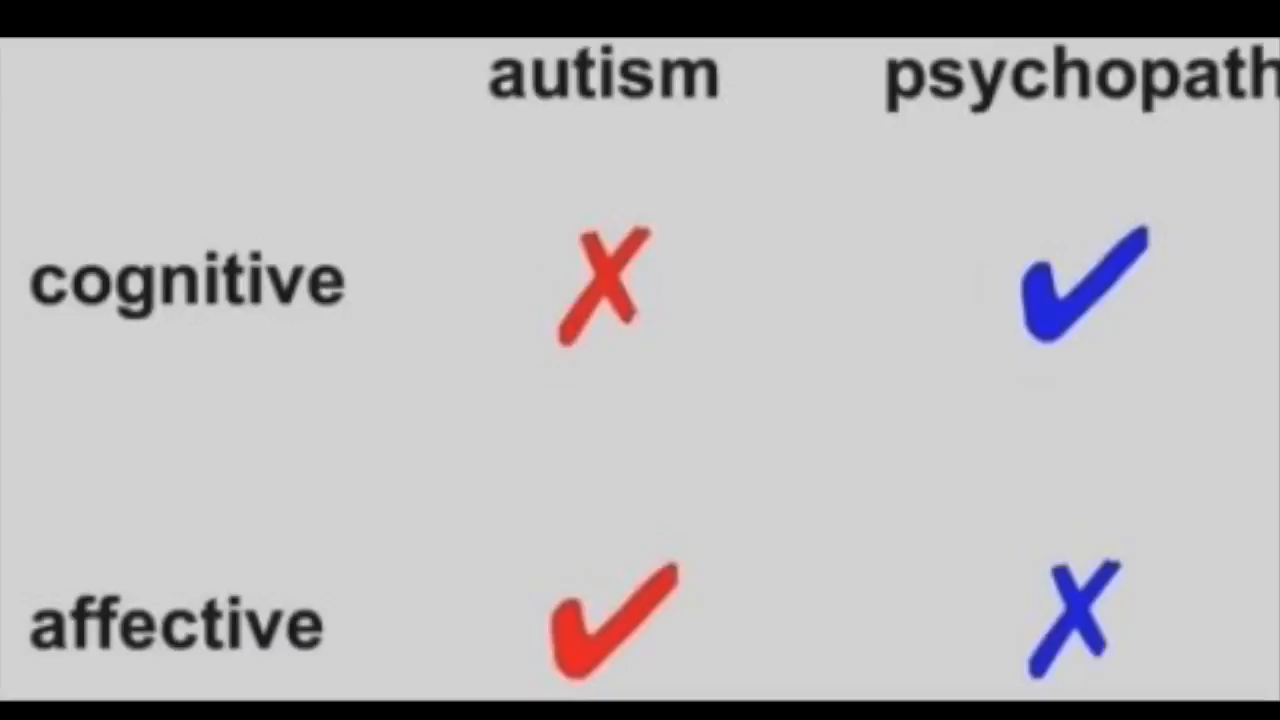 autism psychopath
cognitive ✗ ✔
affective ✔ ✗